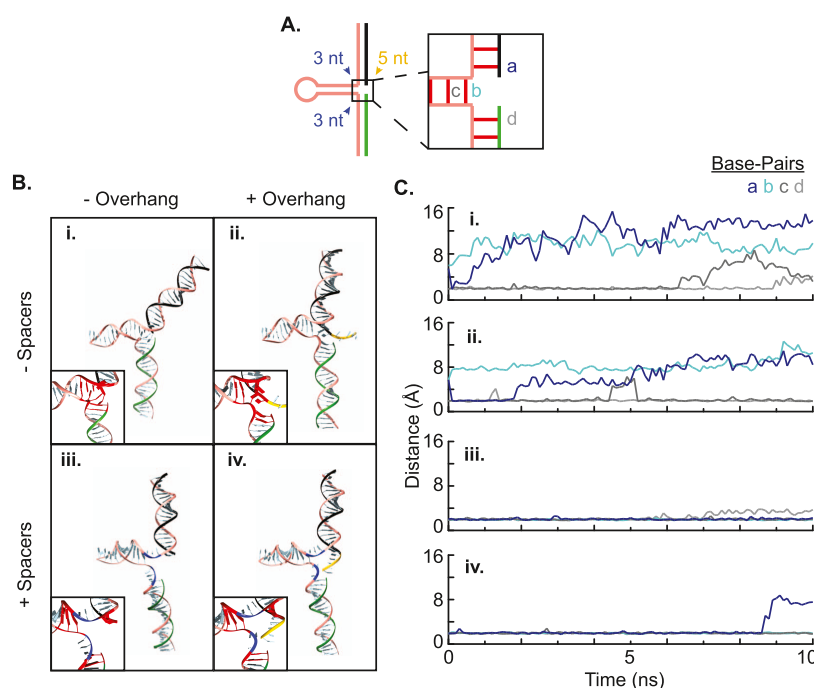 A.
3 nt
5 nt
3 nt
a
c b
d
Base-Pairs
a b c d
B.
- Overhang
+ Overhang
- Spacers
+ Spacers
i.
ii.
iii.
iv.
C.
Distance (Å)
i.
16
8
0
ii.
16
8
0
iii.
16
8
0
iv.
16
8
0
0 5 10
Time (ns)